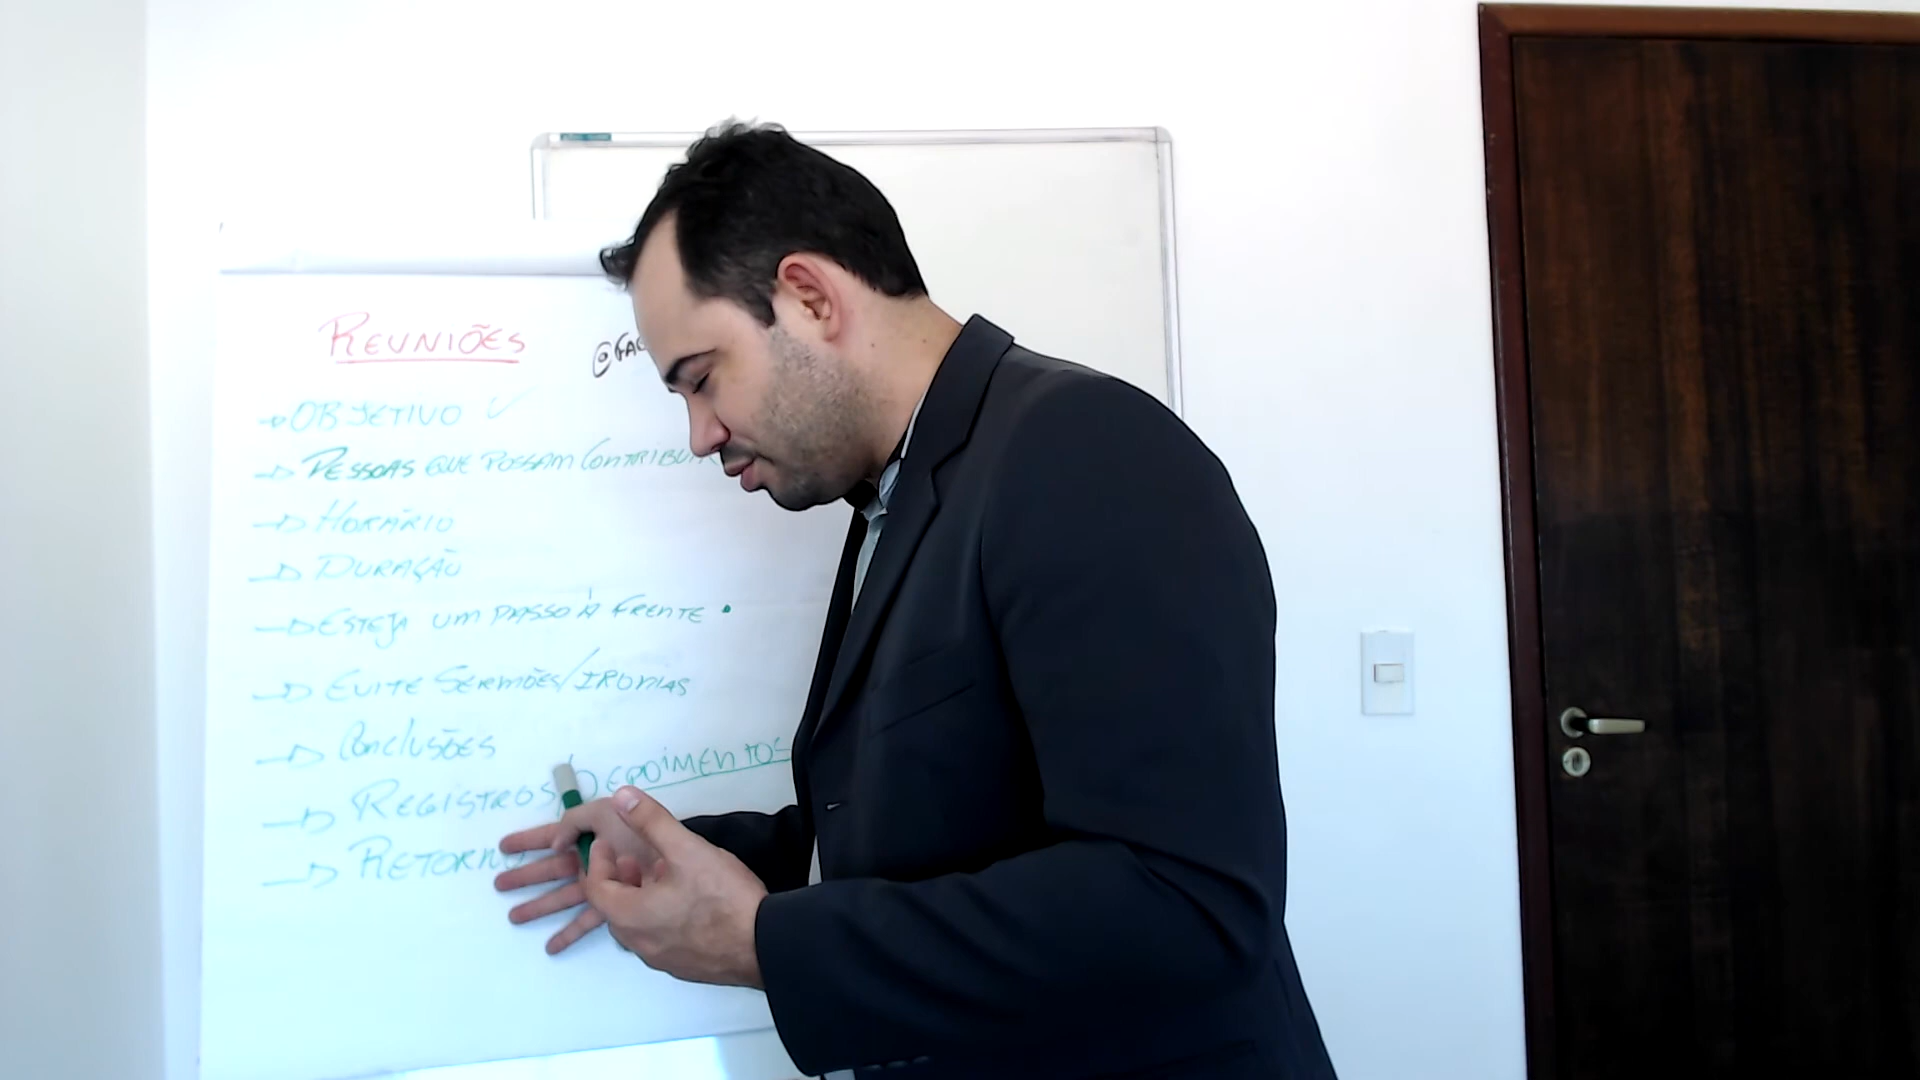 REUNIÕES
@FAC
→ OBJETIVO ✓
→ PESSOAS QUE POSSAM CONTRIBUIR
→ HORÁRIO
→ DURAÇÃO
→ ESTEJA UM PASSO À FRENTE •
→ EVITE SERMÕES/IRONIAS
→ ConclusÕES
→ REGISTROS/DEPOIMENTOS
→ RETORNO